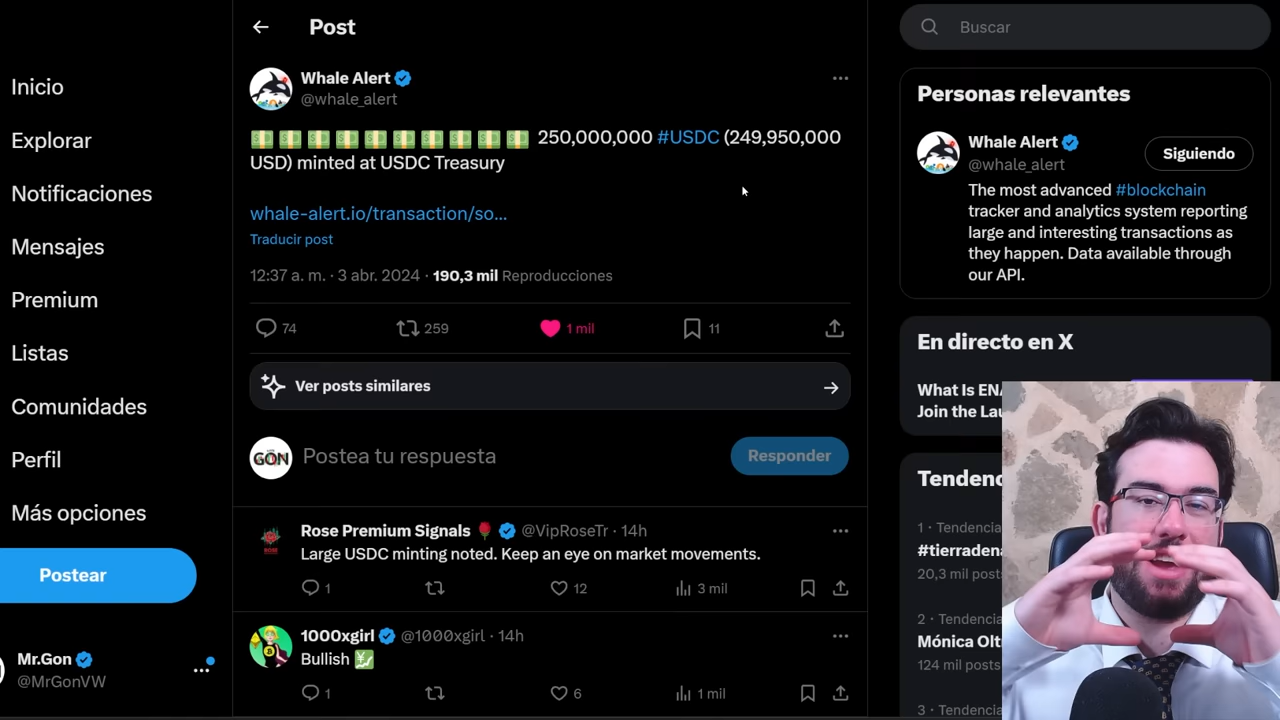 Post
Buscar
Inicio
Explorar
Notificaciones
Mensajes
Premium
Listas
Comunidades
Perfil
Más opciones
Postear
Mr.Gon
@MrGonVW
Whale Alert
@whale_alert
💵 💵 💵 💵 💵 💵 💵 💵 💵 💵 250,000,000 #USDC (249,950,000
USD) minted at USDC Treasury
whale-alert.io/transaction/so...
Traducir post
12:37 a. m. · 3 abr. 2024 · 190,3 mil Reproducciones
74 259 1 mil 11
Ver posts similares
GON
Postea tu respuesta
Responder
Rose Premium Signals 🌹 @VipRoseTr · 14h
Large USDC minting noted. Keep an eye on market movements.
1 12 3 mil
1000xgirl @1000xgirl · 14h
Bullish 💹
1 6 1 mil
Personas relevantes
Whale Alert
@whale_alert
Siguiendo
The most advanced #blockchain
tracker and analytics system reporting
large and interesting transactions as
they happen. Data available through
our API.
En directo en X
What Is EN
Join the La
Tendenc
1 · Tendencia
#tierraden
20,3 mil posts
2 · Tendencia
Mónica Olt
124 mil posts
3 · Tendencia